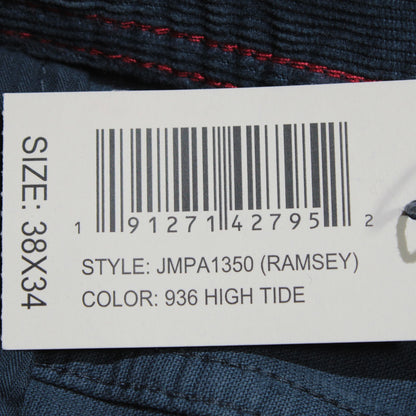 SIZE: 38X34
1 91271 42795 2
STYLE: JMPA1350 (RAMSEY)
COLOR: 936 HIGH TIDE